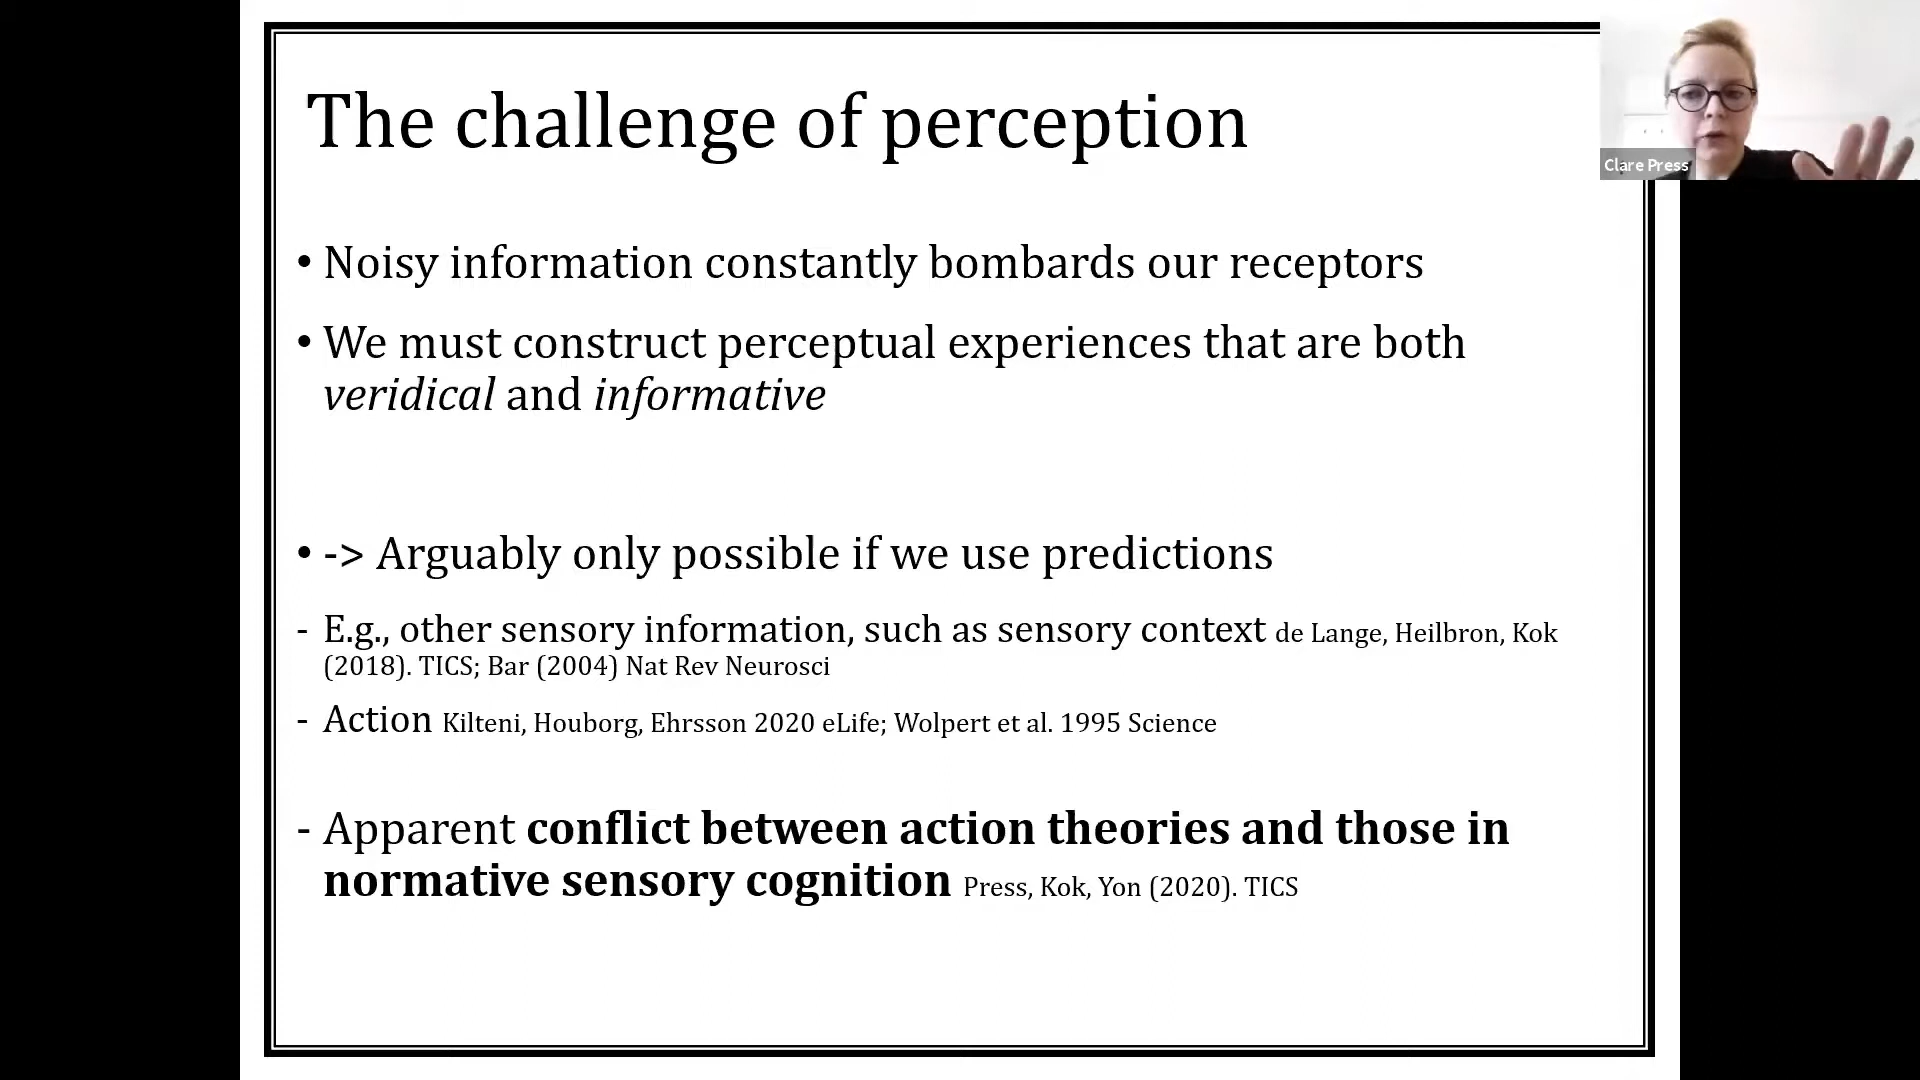 The challenge of perception
Clare Press
• Noisy information constantly bombards our receptors
• We must construct perceptual experiences that are both
veridical and informative
• -> Arguably only possible if we use predictions
- E.g., other sensory information, such as sensory context de Lange, Heilbron, Kok
(2018). TICS; Bar (2004) Nat Rev Neurosci
- Action Kilteni, Houborg, Ehrsson 2020 eLife; Wolpert et al. 1995 Science
- Apparent conflict between action theories and those in
normative sensory cognition Press, Kok, Yon (2020). TICS